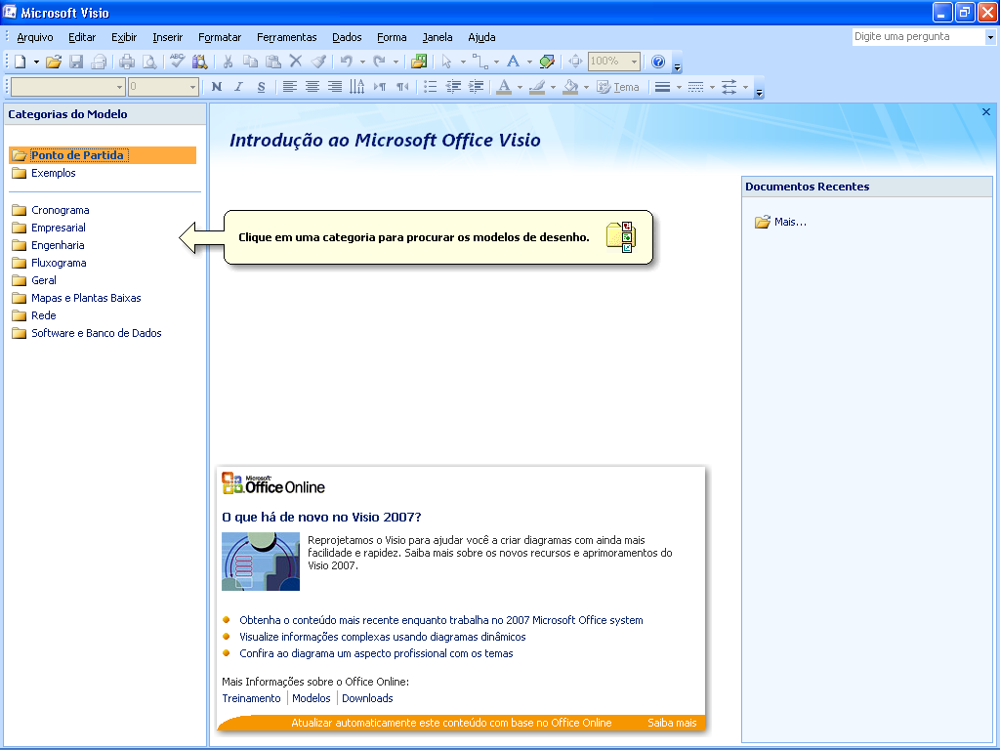 Microsoft Visio
Arquivo Editar Exibir Inserir Formatar Ferramentas Dados Forma Janela Ajuda
Digite uma pergunta
ABC
A
100%
0
N I S
A
Tema
Categorias do Modelo
Ponto de Partida
Exemplos
Cronograma
Empresarial
Engenharia
Fluxograma
Geral
Mapas e Plantas Baixas
Rede
Software e Banco de Dados
Introdução ao Microsoft Office Visio
Clique em uma categoria para procurar os modelos de desenho.
Documentos Recentes
Mais...
Microsoft
Office Online
O que há de novo no Visio 2007?
Reprojetamos o Visio para ajudar você a criar diagramas com ainda mais
facilidade e rapidez. Saiba mais sobre os novos recursos e aprimoramentos do
Visio 2007.
Obtenha o conteúdo mais recente enquanto trabalha no 2007 Microsoft Office system
Visualize informações complexas usando diagramas dinâmicos
Confira ao diagrama um aspecto profissional com os temas
Mais Informações sobre o Office Online:
Treinamento Modelos Downloads
Atualizar automaticamente este conteúdo com base no Office Online Saiba mais